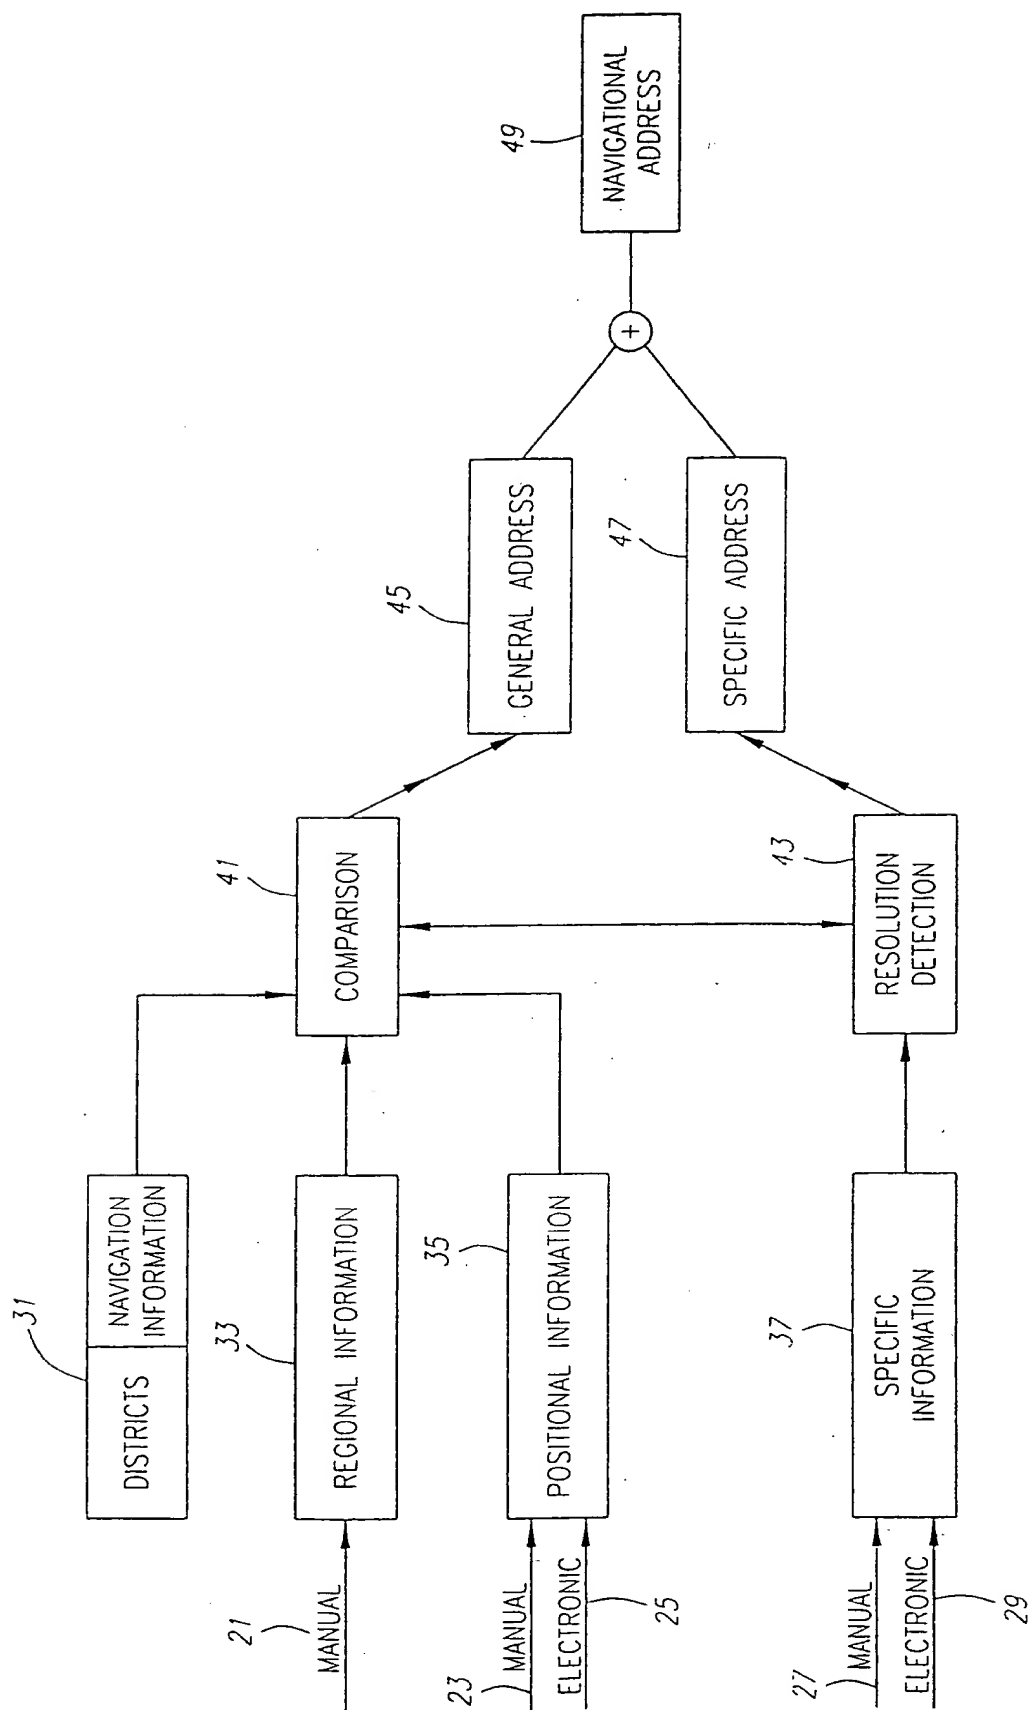 31
DISTRICTS
NAVIGATION
INFORMATION
21
MANUAL
33
REGIONAL INFORMATION
41
COMPARISON
23
MANUAL
ELECTRONIC
25
35
POSITIONAL INFORMATION
45
GENERAL ADDRESS
49
NAVIGATIONAL
ADDRESS
+
47
SPECIFIC ADDRESS
27
MANUAL
ELECTRONIC
29
37
SPECIFIC
INFORMATION
43
RESOLUTION
DETECTION